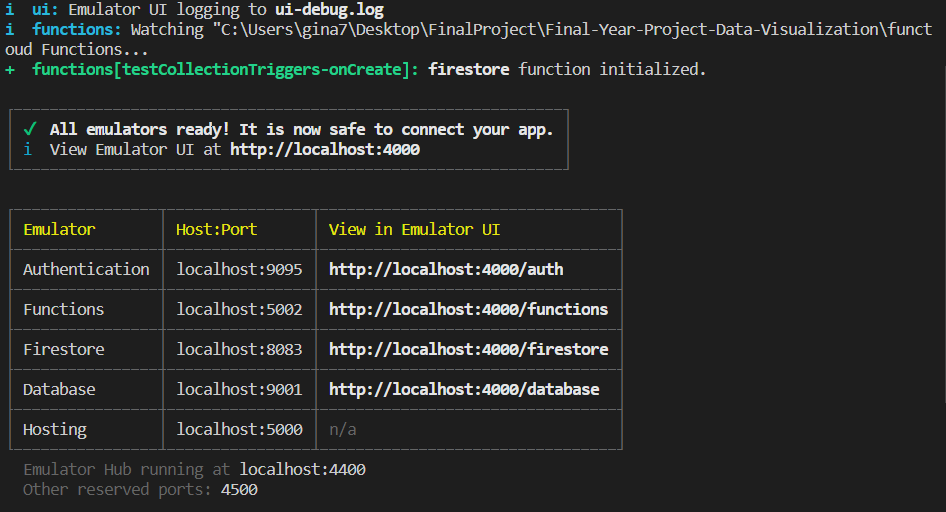 i  ui: Emulator UI logging to ui-debug.log
i  functions: Watching "C:\Users\gina7\Desktop\FinalProject\Final-Year-Project-Data-Visualization\funct
oud Functions...
+  functions[testCollectionTriggers-onCreate]: firestore function initialized.
✓  All emulators ready! It is now safe to connect your app.
i  View Emulator UI at http://localhost:4000
Emulator Host:Port View in Emulator UI
Authentication localhost:9095 http://localhost:4000/auth
Functions localhost:5002 http://localhost:4000/functions
Firestore localhost:8083 http://localhost:4000/firestore
Database localhost:9001 http://localhost:4000/database
Hosting localhost:5000 n/a
Emulator Hub running at localhost:4400
Other reserved ports: 4500